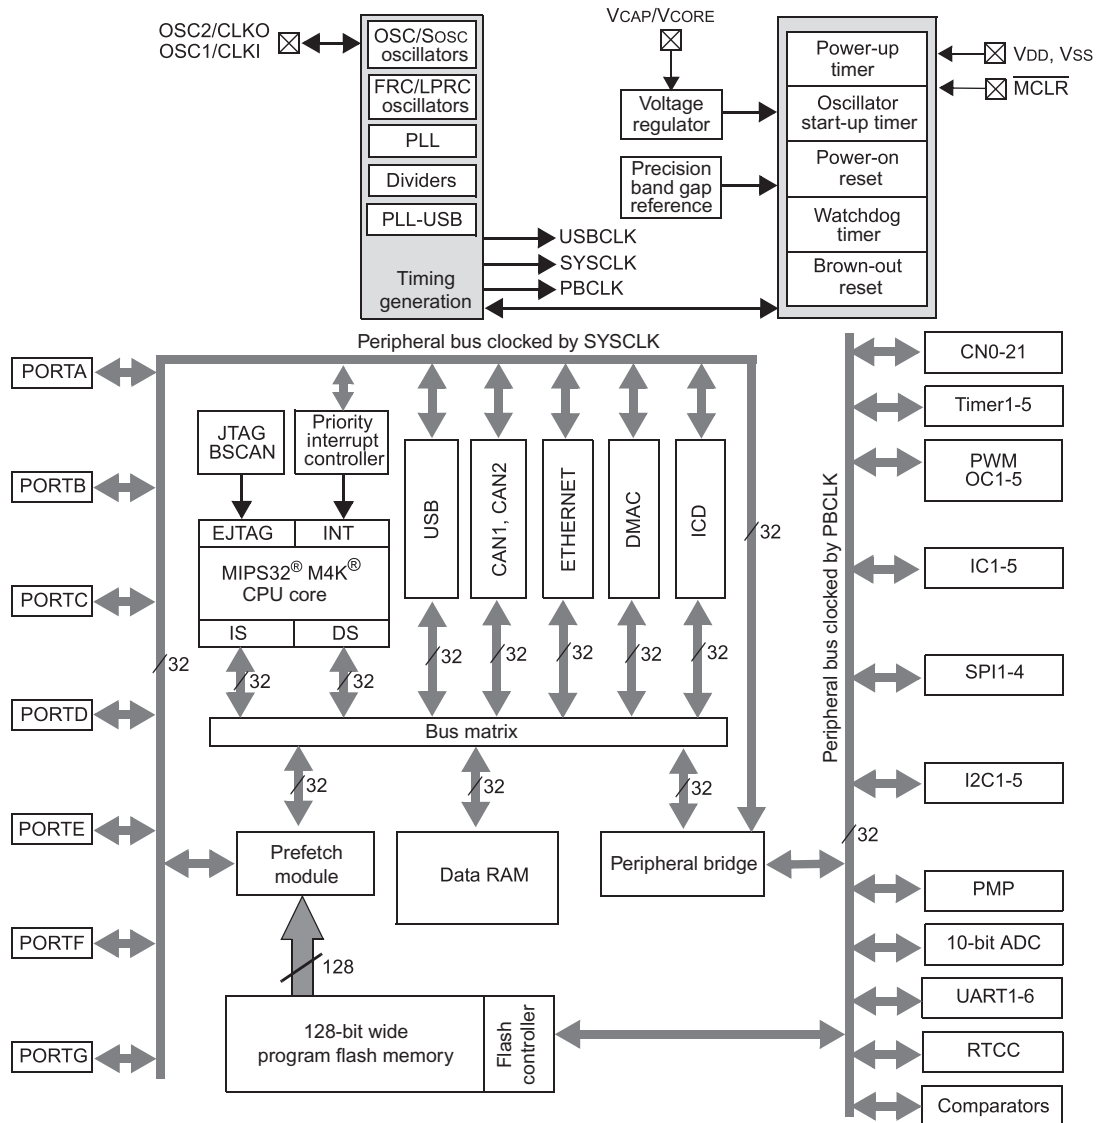 OSC2/CLKO
OSC1/CLKI
OSC/SOSC
oscillators
FRC/LPRC
oscillators
PLL
Dividers
PLL-USB
Timing
generation
USBCLK
SYSCLK
PBCLK
VCAP/VCORE
Voltage
regulator
Precision
band gap
reference
Power-up
timer
Oscillator
start-up timer
Power-on
reset
Watchdog
timer
Brown-out
reset
VDD, VSS
MCLR
Peripheral bus clocked by SYSCLK
PORTA
PORTB
PORTC
PORTD
PORTE
PORTF
PORTG
32
JTAG
BSCAN
Priority
interrupt
controller
EJTAG
INT
MIPS32® M4K®
CPU core
IS
DS
32
32
USB
CAN1, CAN2
ETHERNET
DMAC
ICD
32
32
32
32
32
32
Bus matrix
32
32
32
Prefetch
module
Data RAM
Peripheral bridge
128
128-bit wide
program flash memory
Flash
controller
Peripheral bus clocked by PBCLK
32
CN0-21
Timer1-5
PWM
OC1-5
IC1-5
SPI1-4
I2C1-5
PMP
10-bit ADC
UART1-6
RTCC
Comparators